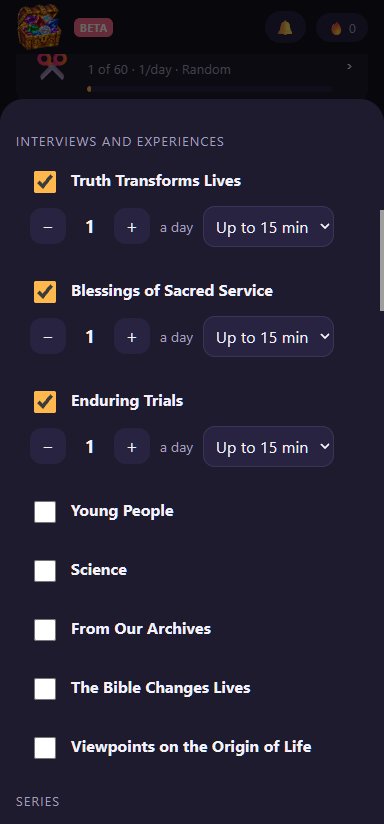 BETA
🔔
🔥 0
1 of 60 · 1/day · Random ›
INTERVIEWS AND EXPERIENCES
Truth Transforms Lives
− 1 + a day Up to 15 min
Blessings of Sacred Service
− 1 + a day Up to 15 min
Enduring Trials
− 1 + a day Up to 15 min
Young People
Science
From Our Archives
The Bible Changes Lives
Viewpoints on the Origin of Life
SERIES